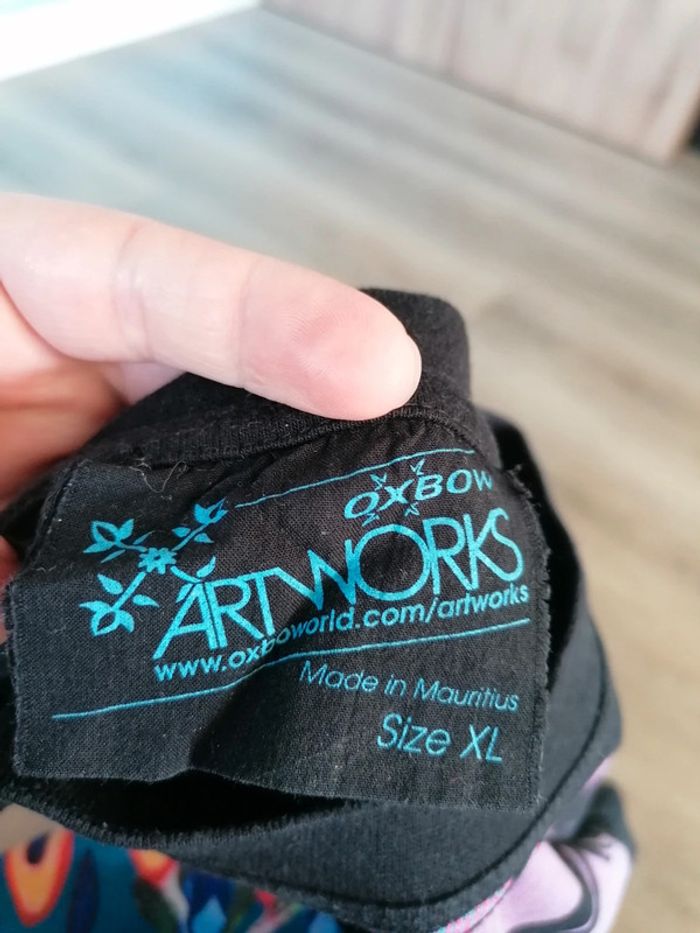 OXBOW
ARTWORKS
www.oxboworld.com/artworks
Made in Mauritius
Size XL